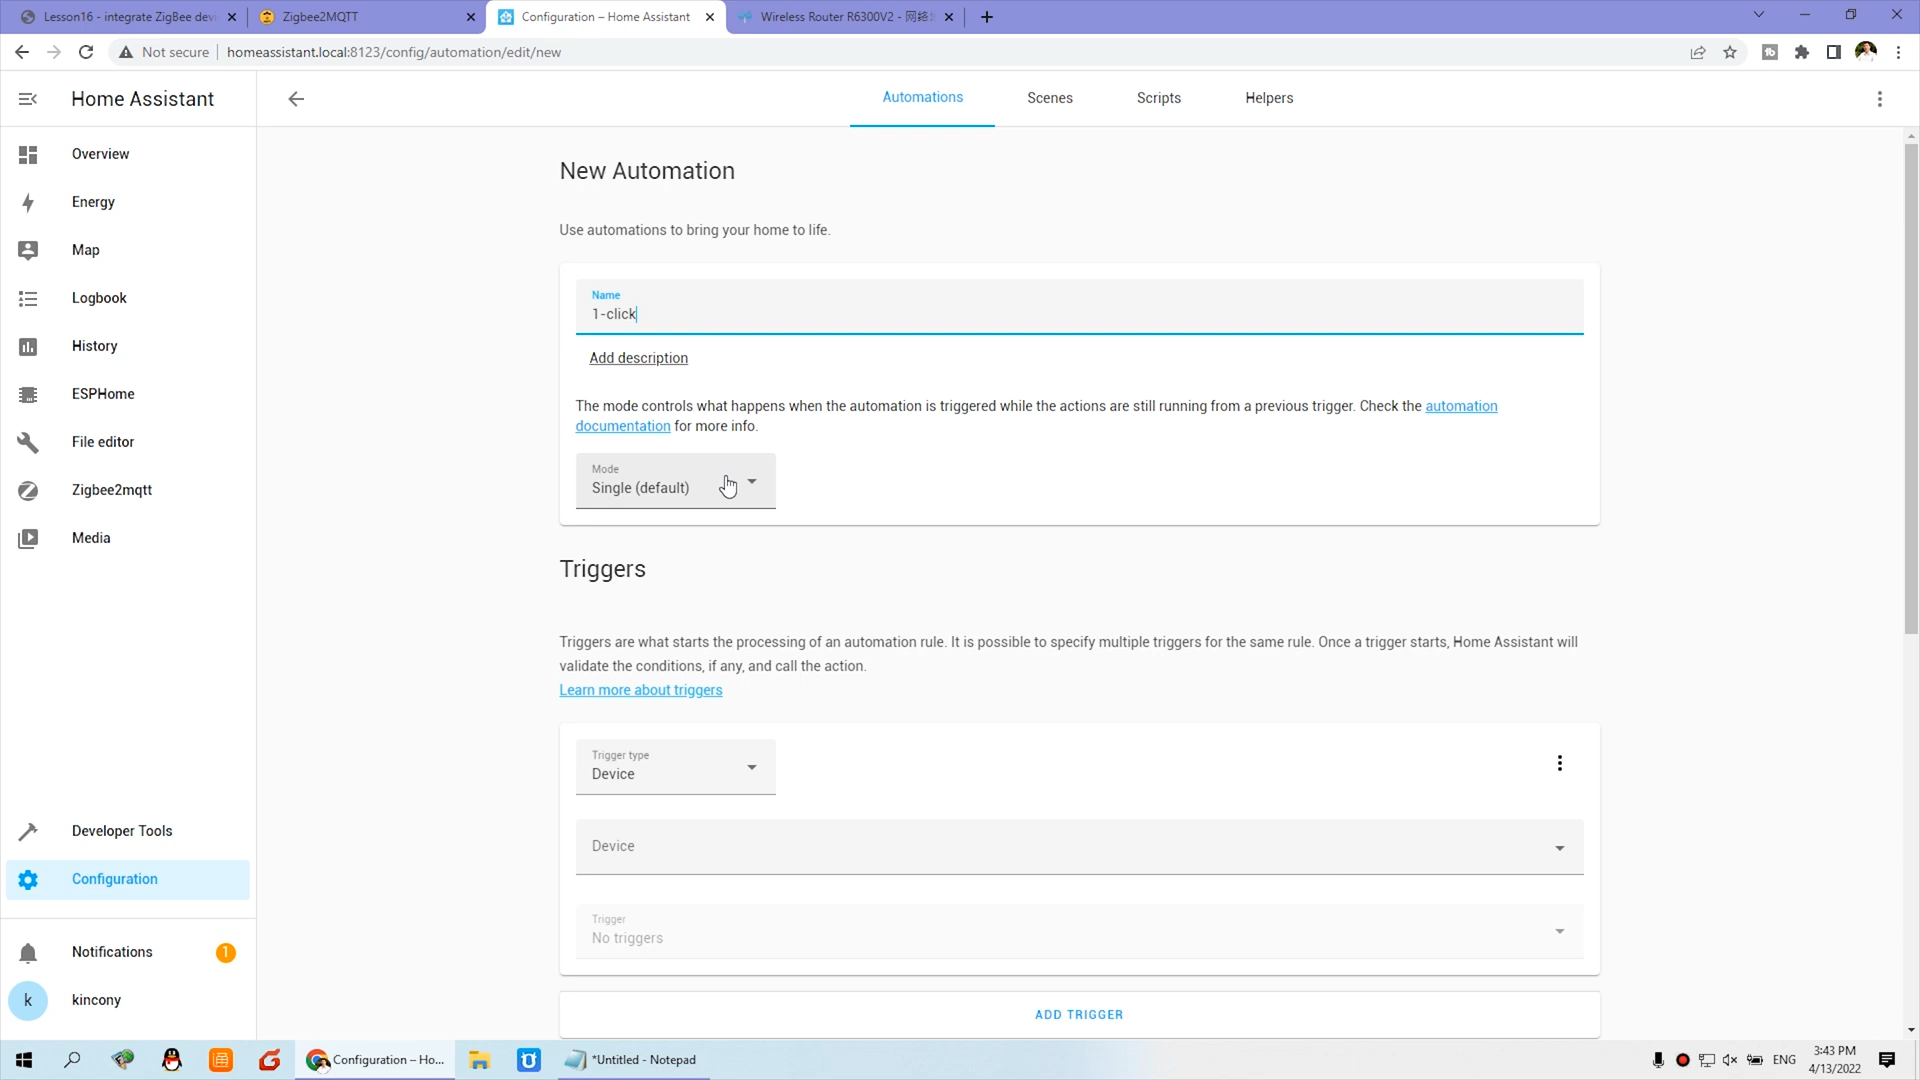 Lesson16 - integrate ZigBee devi
Zigbee2MQTT
Configuration – Home Assistant
Wireless Router R6300V2 - 网络
Not secure
homeassistant.local:8123/config/automation/edit/new
Home Assistant
Automations
Scenes
Scripts
Helpers
Overview
Energy
Map
Logbook
History
ESPHome
File editor
Zigbee2mqtt
Media
Developer Tools
Configuration
Notifications
1
k
kincony
New Automation
Use automations to bring your home to life.
Name
1-click
Add description
The mode controls what happens when the automation is triggered while the actions are still running from a previous trigger. Check the automation
documentation for more info.
Mode
Single (default)
Triggers
Triggers are what starts the processing of an automation rule. It is possible to specify multiple triggers for the same rule. Once a trigger starts, Home Assistant will
validate the conditions, if any, and call the action.
Learn more about triggers
Trigger type
Device
Device
Trigger
No triggers
ADD TRIGGER
Configuration – Ho...
*Untitled - Notepad
ENG
3:43 PM
4/13/2022